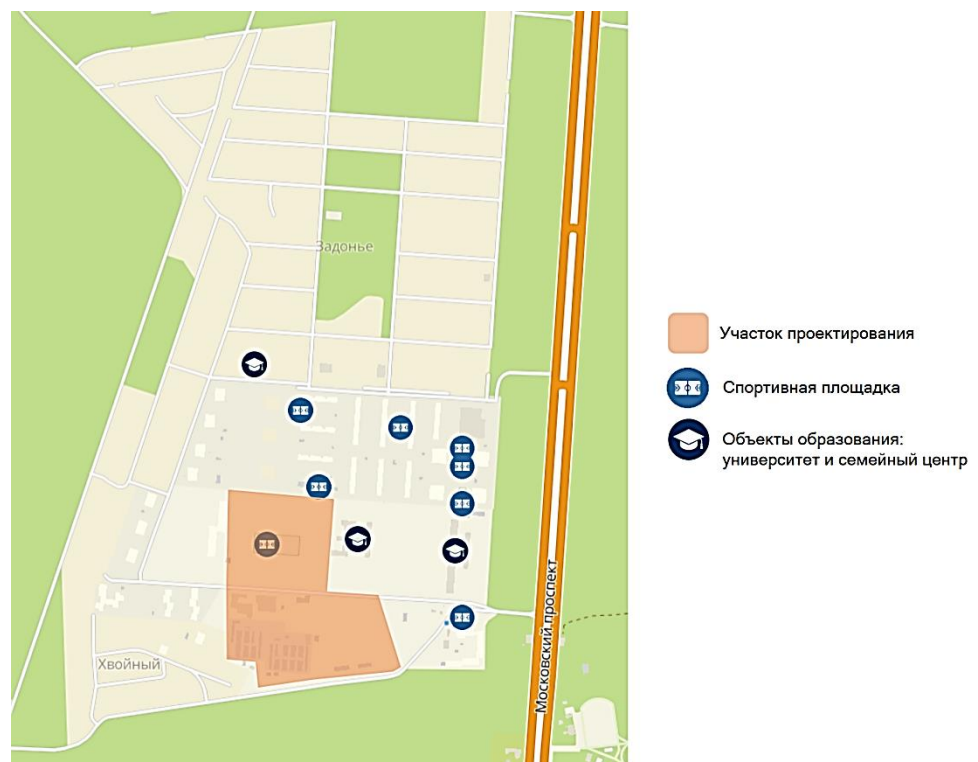 Задонье
Хвойный
Московский проспект
Участок проектирования
Спортивная площадка
Объекты образования:
университет и семейный центр